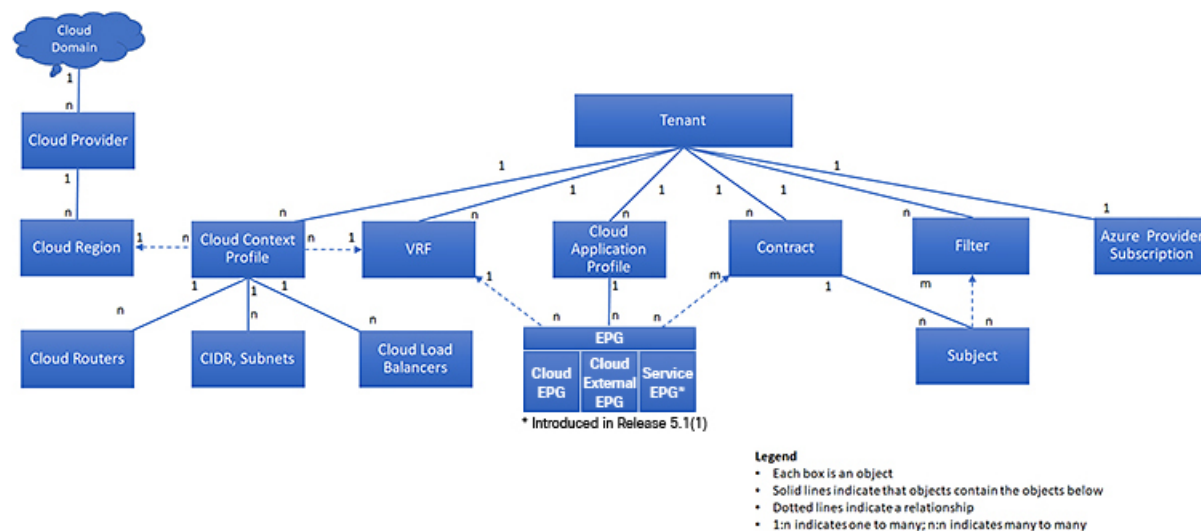 Cloud
Domain
1
n
Cloud Provider
Tenant
1
n
1
1
1
1
1
1
n
n
n
n
n
1
Cloud Region
1
n
Cloud Context
Profile
n
1
VRF
Cloud
Application
Profile
Contract
Filter
Azure Provider
Subscription
1
1
1
1
1
m
1
m
n
n
n
n
n
n
n
n
Cloud Routers
CIDR, Subnets
Cloud Load
Balancers
EPG
Subject
Cloud
EPG
Cloud
External
EPG
Service
EPG*
* Introduced in Release 5.1(1)
Legend
• Each box is an object
• Solid lines indicate that objects contain the objects below
• Dotted lines indicate a relationship
• 1:n indicates one to many; n:n indicates many to many